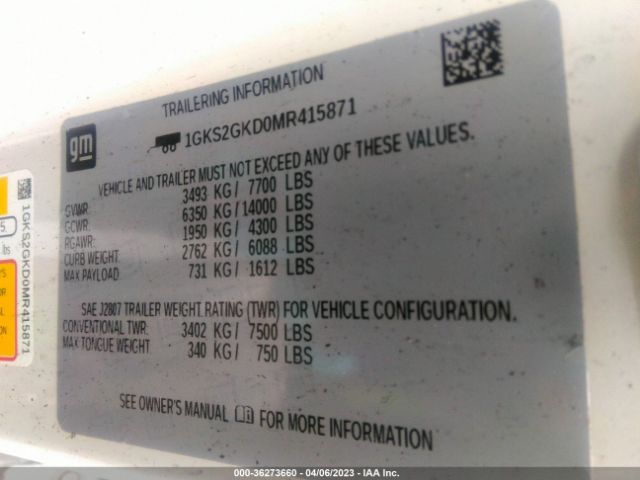 TRAILERING INFORMATION
gm
1GKS2GKD0MR415871
VEHICLE AND TRAILER MUST NOT EXCEED ANY OF THESE VALUES.
GVWR: 3493 KG / 7700 LBS
GCWR: 6350 KG / 14000 LBS
RGAWR: 1950 KG / 4300 LBS
CURB WEIGHT 2762 KG / 6088 LBS
MAX PAYLOAD 731 KG / 1612 LBS
SAE J2807 TRAILER WEIGHT RATING (TWR) FOR VEHICLE CONFIGURATION.
CONVENTIONAL TWR: 3402 KG / 7500 LBS
MAX TONGUE WEIGHT 340 KG / 750 LBS
SEE OWNER'S MANUAL FOR MORE INFORMATION
1GKS2GKD0MR415871
5
lbs
000-36273660 - 04/06/2023 - IAA Inc.